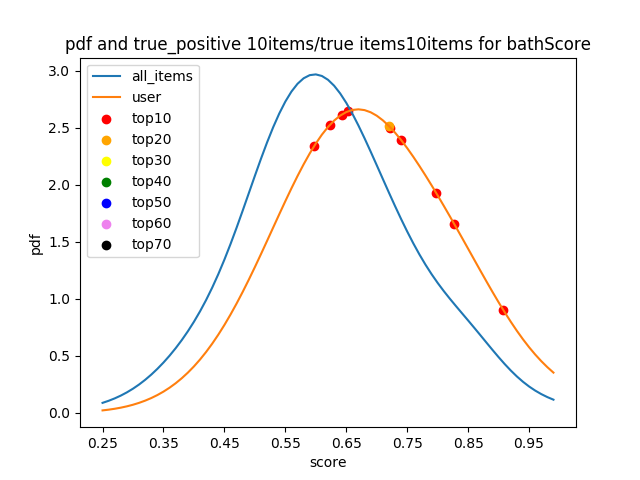 pdf and true_positive 10items/true items10items for bathScore
3.0
2.5
2.0
1.5
1.0
0.5
0.0
pdf
all_items
user
top10
top20
top30
top40
top50
top60
top70
0.25 0.35 0.45 0.55 0.65 0.75 0.85 0.95
score